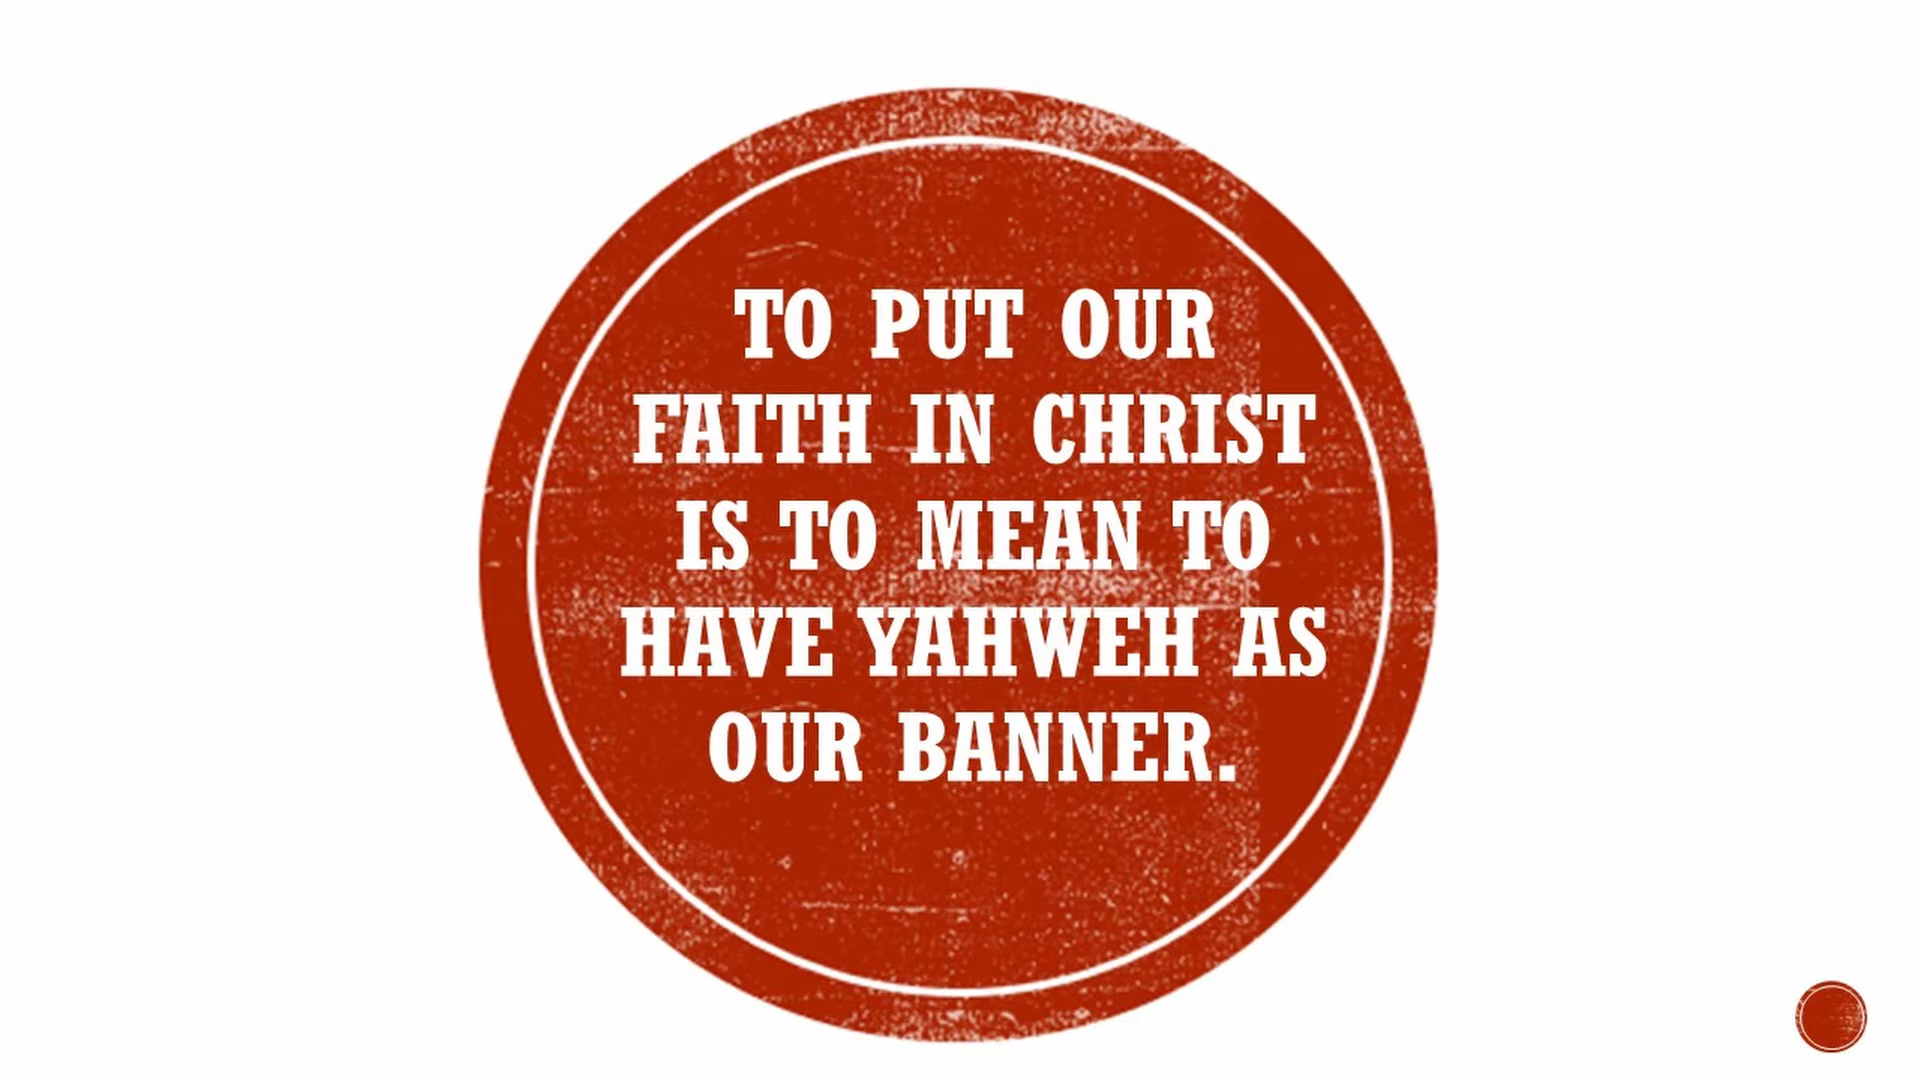 TO PUT OUR
FAITH IN CHRIST
IS TO MEAN TO
HAVE YAHWEH AS
OUR BANNER.